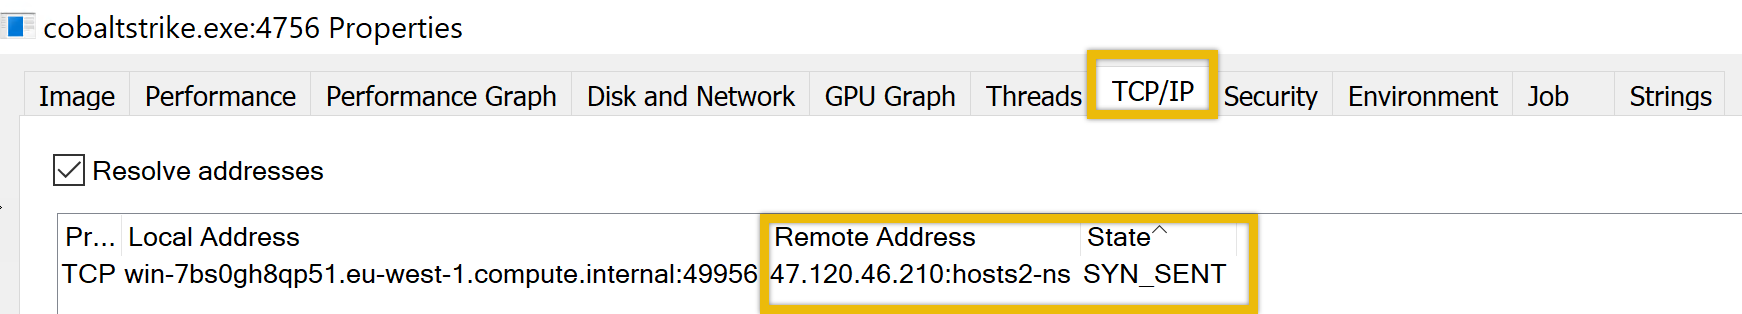 cobaltstrike.exe:4756 Properties
Image Performance Performance Graph Disk and Network GPU Graph Threads TCP/IP Security Environment Job Strings
Resolve addresses
Pr... Local Address Remote Address State
TCP win-7bs0gh8qp51.eu-west-1.compute.internal:49956 47.120.46.210:hosts2-ns SYN_SENT